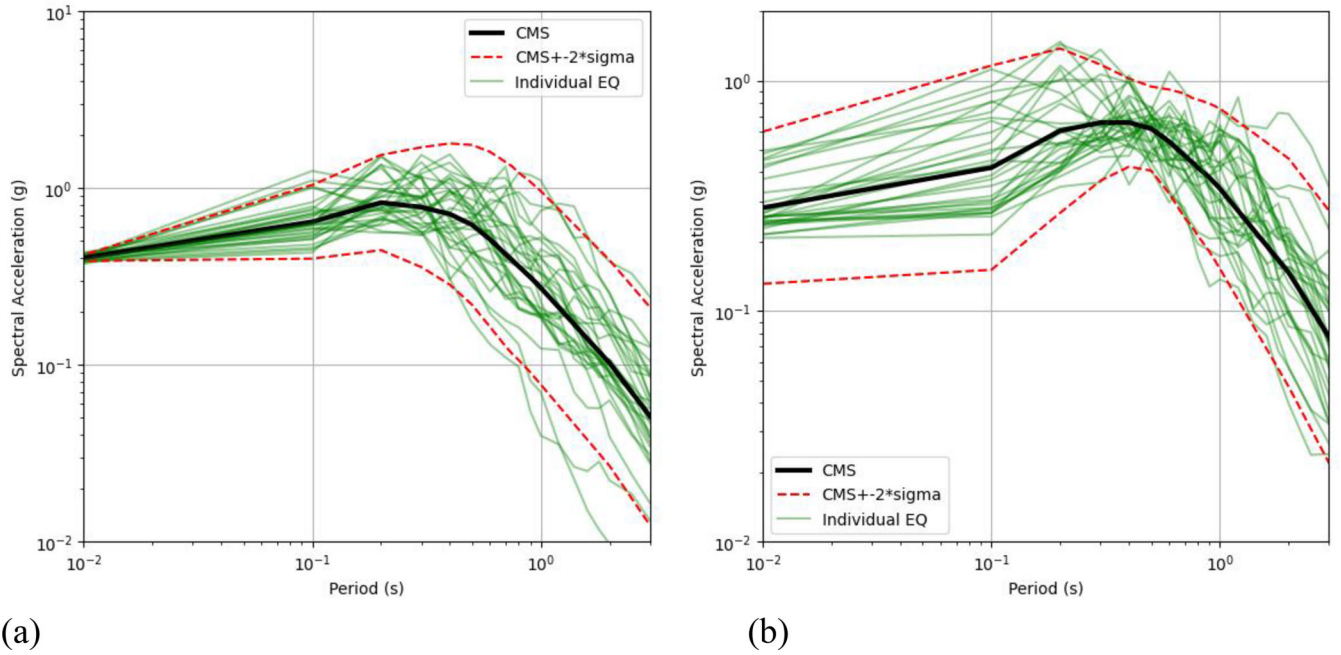 CMS
CMS+-2*sigma
Individual EQ
10¹
10⁰
10⁻¹
10⁻²
Spectral Acceleration (g)
10⁻² 10⁻¹ 10⁰
Period (s)
(a)
10⁰
10⁻¹
10⁻²
Spectral Acceleration (g)
CMS
CMS+-2*sigma
Individual EQ
10⁻² 10⁻¹ 10⁰
Period (s)
(b)